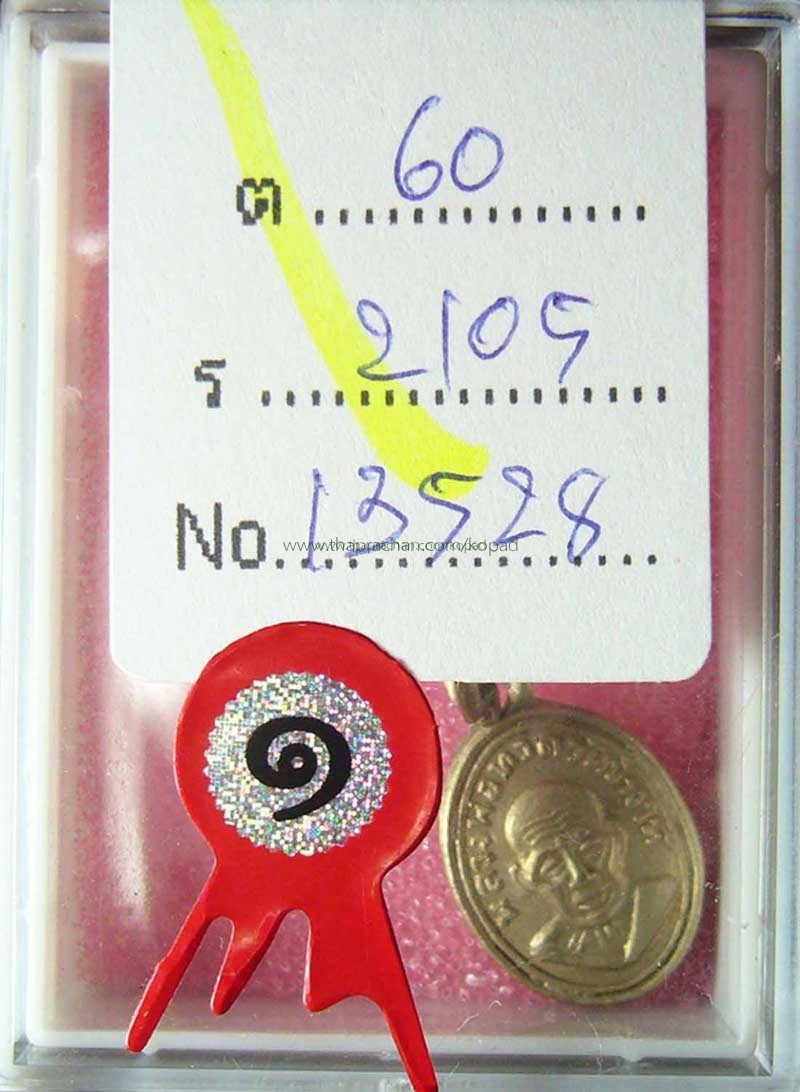 ต 60
ร 2109
No. 13528
www.thaprachan.com/kopad
๑